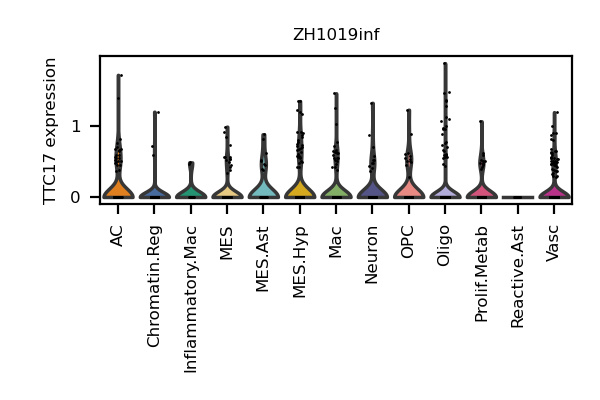 ZH1019inf
TTC17 expression
1
0
AC
Chromatin.Reg
Inflammatory.Mac
MES
MES.Ast
MES.Hyp
Mac
Neuron
OPC
Oligo
Prolif.Metab
Reactive.Ast
Vasc